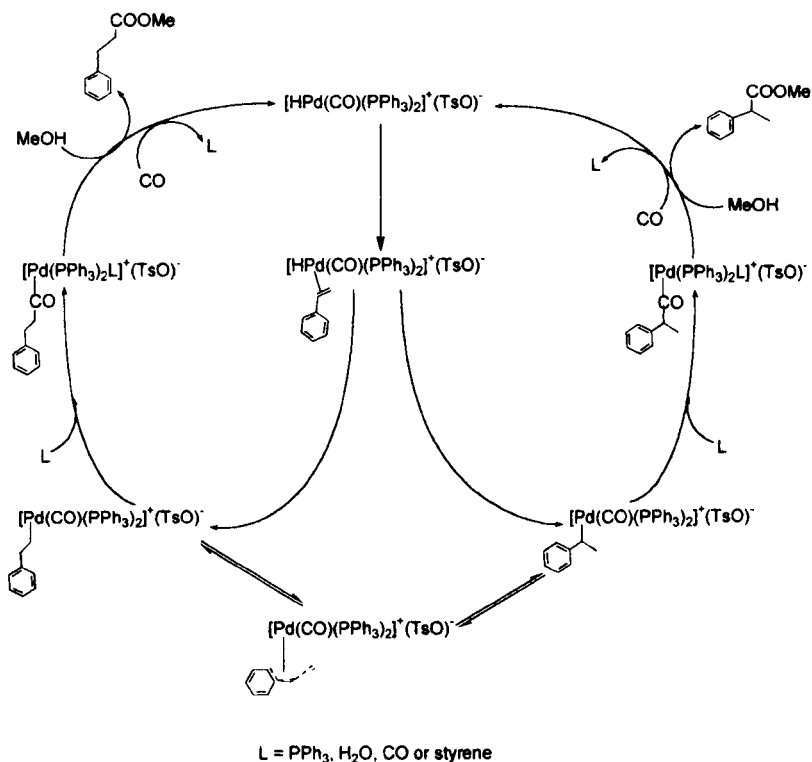 COOMe
[HPd(CO)(PPh3)2]+(TsO)-
COOMe
MeOH
L
CO
L
CO
MeOH
[Pd(PPh3)2L]+(TsO)-
CO
[HPd(CO)(PPh3)2]+(TsO)-
[Pd(PPh3)2L]+(TsO)-
CO
L
L
[Pd(CO)(PPh3)2]+(TsO)-
[Pd(CO)(PPh3)2]+(TsO)-
[Pd(CO)(PPh3)2]+(TsO)-
L = PPh3, H2O, CO or styrene